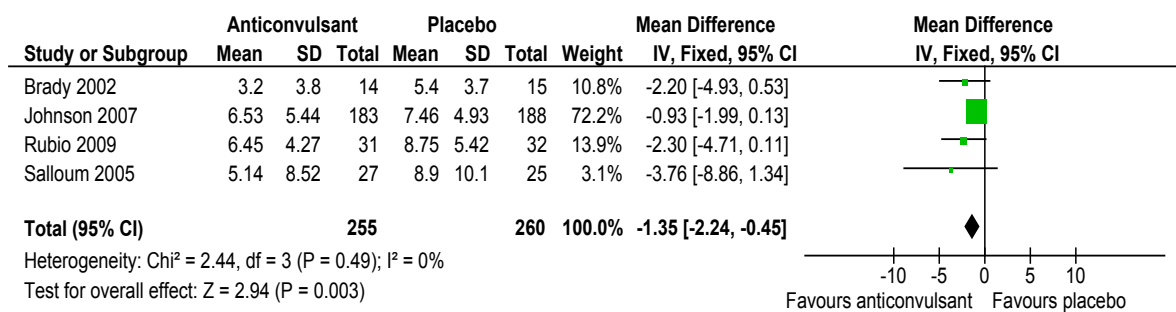 Anticonvulsant Placebo Mean Difference Mean Difference
Study or Subgroup Mean SD Total Mean SD Total Weight IV, Fixed, 95% CI IV, Fixed, 95% CI
Brady 2002 3.2 3.8 14 5.4 3.7 15 10.8% -2.20 [-4.93, 0.53]
Johnson 2007 6.53 5.44 183 7.46 4.93 188 72.2% -0.93 [-1.99, 0.13]
Rubio 2009 6.45 4.27 31 8.75 5.42 32 13.9% -2.30 [-4.71, 0.11]
Salloum 2005 5.14 8.52 27 8.9 10.1 25 3.1% -3.76 [-8.86, 1.34]
Total (95% CI) 255 260 100.0% -1.35 [-2.24, -0.45]
Heterogeneity: Chi² = 2.44, df = 3 (P = 0.49); I² = 0%
-10 -5 0 5 10
Test for overall effect: Z = 2.94 (P = 0.003)
Favours anticonvulsant Favours placebo